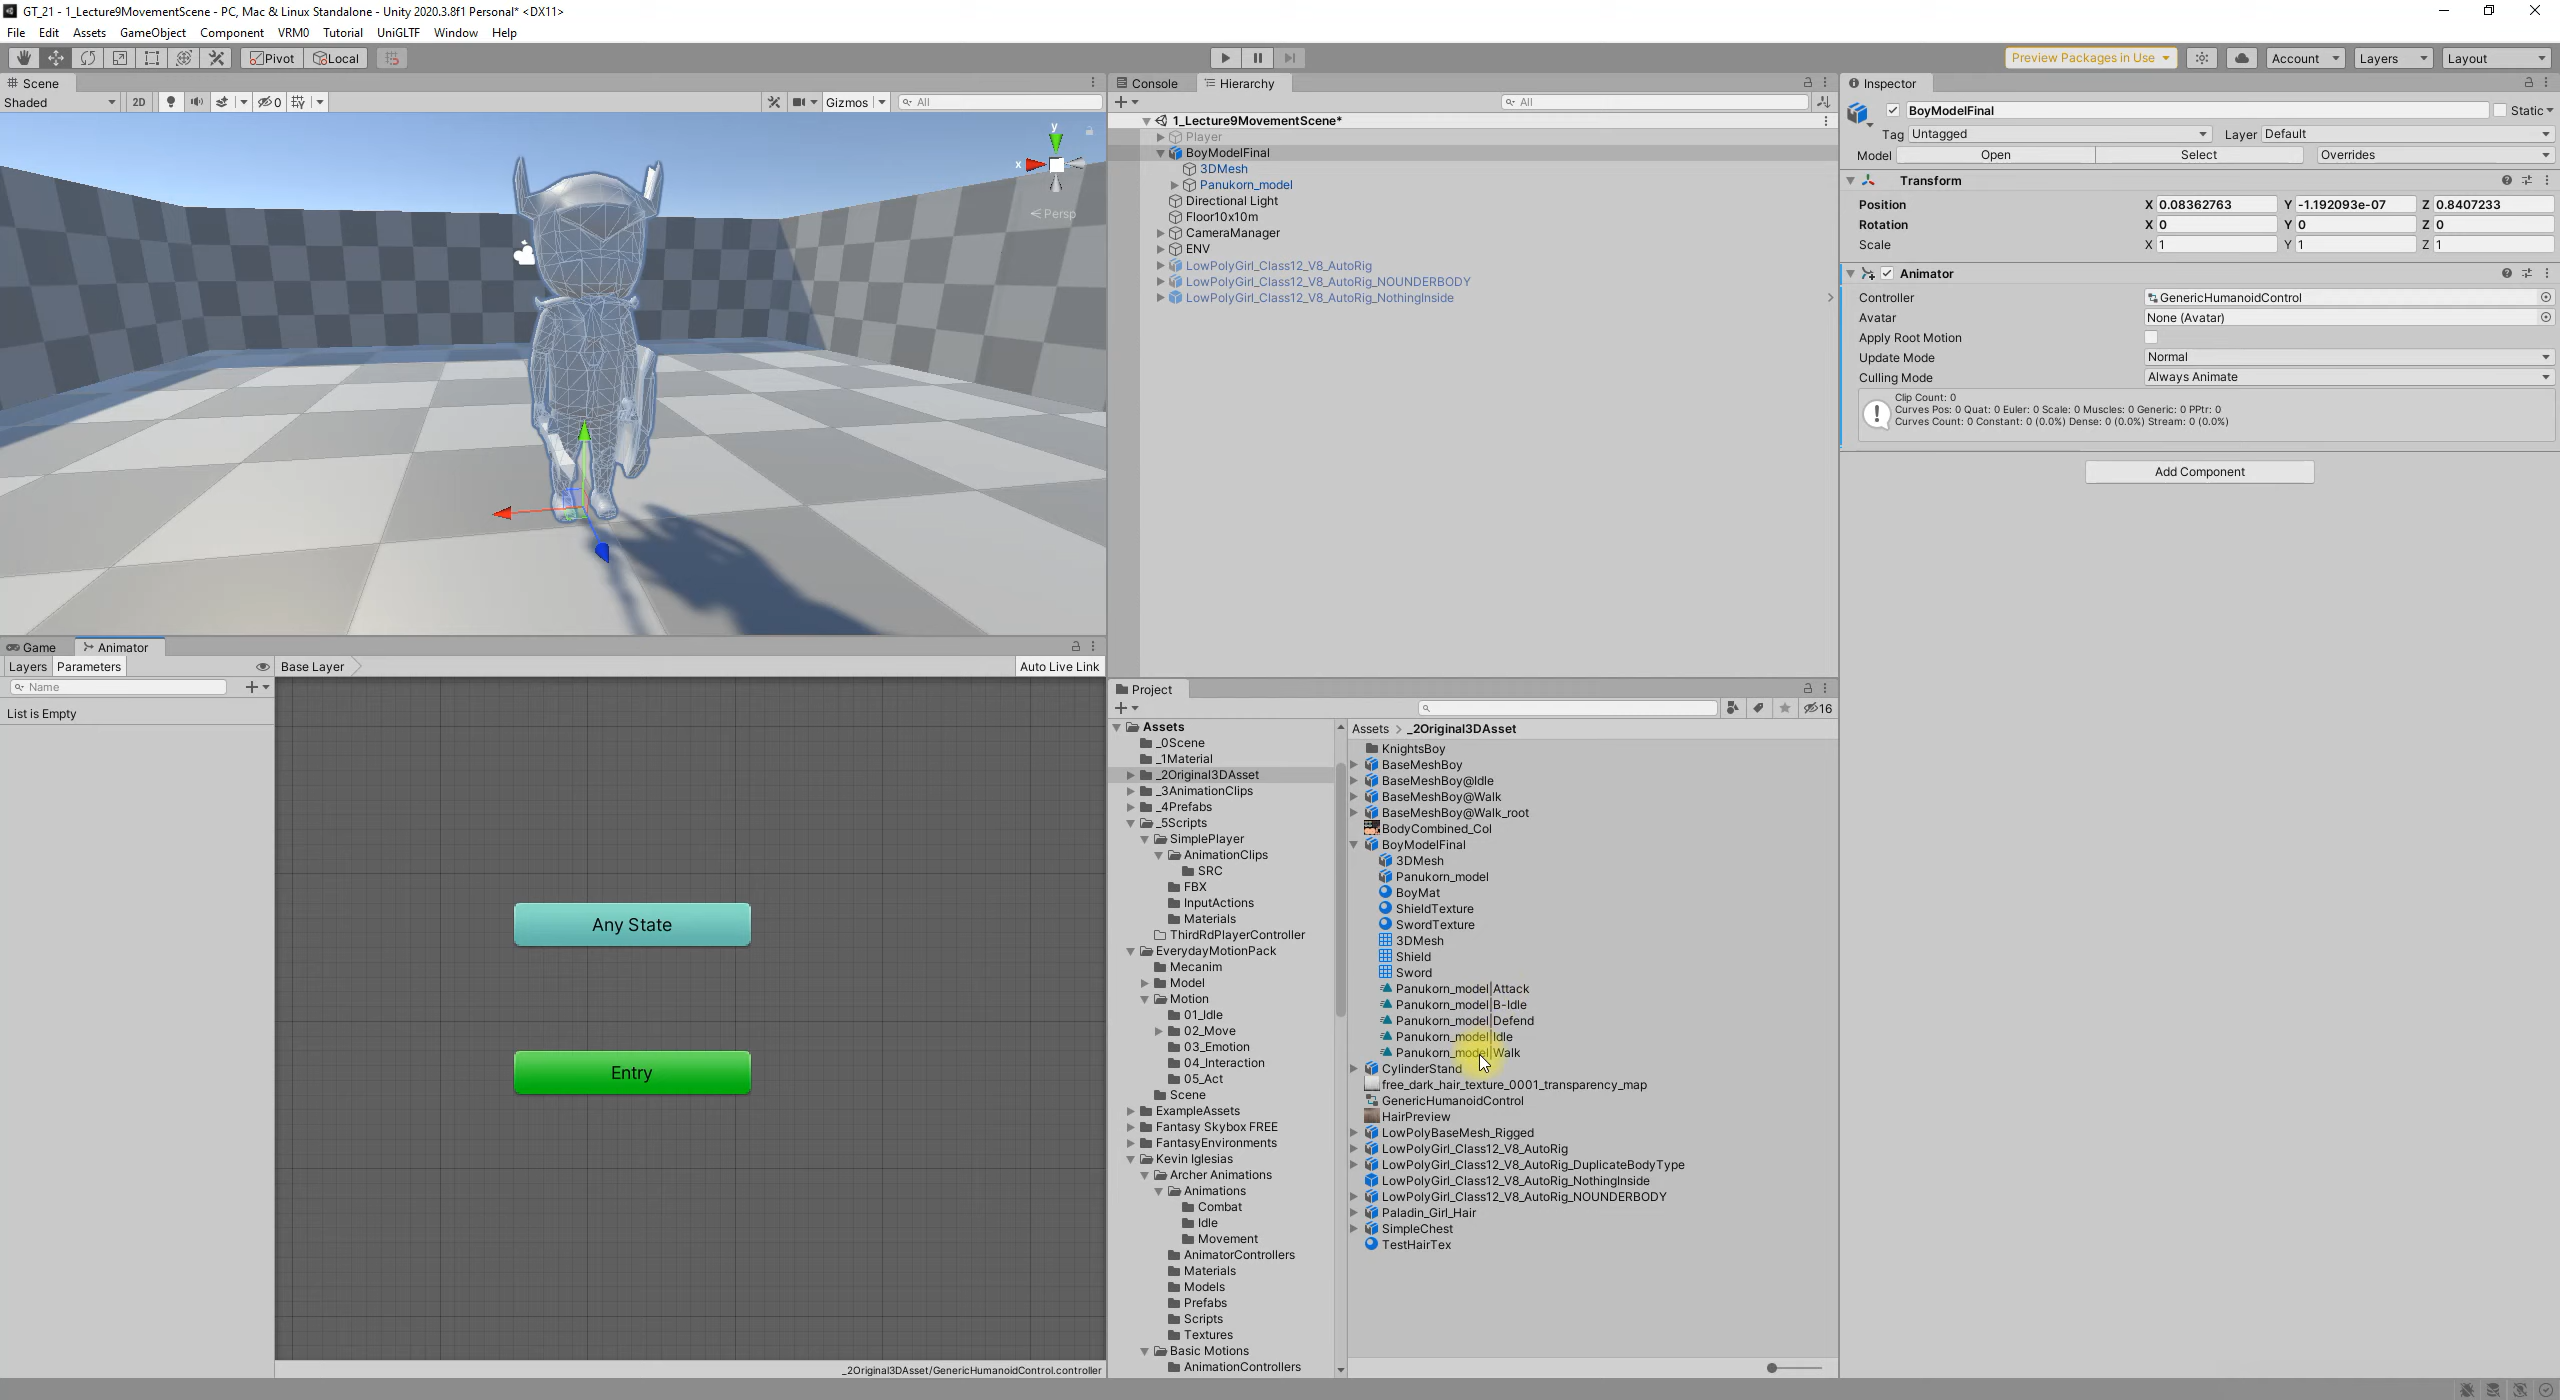 GT_21 - 1_Lecture9MovementScene - PC, Mac & Linux Standalone - Unity 2020.3.8f1 Personal* <DX11>
File Edit Assets GameObject Component VRM0 Tutorial UniGLTF Window Help
Pivot Local Preview Packages in Use Account Layers Layout
Scene
Shaded 2D 0 Gizmos All
y
x
Persp
Game Animator
Layers Parameters Base Layer Auto Live Link
Name
List is Empty
Any State
Entry
_2Original3DAsset/GenericHumanoidControl.controller
Console Hierarchy
All
1_Lecture9MovementScene*
Player
BoyModelFinal
3DMesh
Panukorn_model
Directional Light
Floor10x10m
CameraManager
ENV
LowPolyGirl_Class12_V8_AutoRig
LowPolyGirl_Class12_V8_AutoRig_NOUNDERBODY
LowPolyGirl_Class12_V8_AutoRig_NothingInside
Project
16
Assets
_0Scene
_1Material
_2Original3DAsset
_3AnimationClips
_4Prefabs
_5Scripts
SimplePlayer
AnimationClips
SRC
FBX
InputActions
Materials
ThirdRdPlayerController
EverydayMotionPack
Mecanim
Model
Motion
01_Idle
02_Move
03_Emotion
04_Interaction
05_Act
Scene
ExampleAssets
Fantasy Skybox FREE
FantasyEnvironments
Kevin Iglesias
Archer Animations
Animations
Combat
Idle
Movement
AnimatorControllers
Materials
Models
Prefabs
Scripts
Textures
Basic Motions
AnimationControllers
Assets > _2Original3DAsset
KnightsBoy
BaseMeshBoy
BaseMeshBoy@Idle
BaseMeshBoy@Walk
BaseMeshBoy@Walk_root
BodyCombined_Col
BoyModelFinal
3DMesh
Panukorn_model
BoyMat
ShieldTexture
SwordTexture
3DMesh
Shield
Sword
Panukorn_model|Attack
Panukorn_model|B-Idle
Panukorn_model|Defend
Panukorn_model|Idle
Panukorn_model|Walk
CylinderStand
free_dark_hair_texture_0001_transparency_map
GenericHumanoidControl
HairPreview
LowPolyBaseMesh_Rigged
LowPolyGirl_Class12_V8_AutoRig
LowPolyGirl_Class12_V8_AutoRig_DuplicateBodyType
LowPolyGirl_Class12_V8_AutoRig_NothingInside
LowPolyGirl_Class12_V8_AutoRig_NOUNDERBODY
Paladin_Girl_Hair
SimpleChest
TestHairTex
Inspector
BoyModelFinal Static
Tag Untagged Layer Default
Model Open Select Overrides
Transform
Position X 0.08362763 Y -1.192093e-07 Z 0.8407233
Rotation X 0 Y 0 Z 0
Scale X 1 Y 1 Z 1
Animator
Controller GenericHumanoidControl
Avatar None (Avatar)
Apply Root Motion
Update Mode Normal
Culling Mode Always Animate
Clip Count: 0
Curves Pos: 0 Quat: 0 Euler: 0 Scale: 0 Muscles: 0 Generic: 0 PPtr: 0
Curves Count: 0 Constant: 0 (0.0%) Dense: 0 (0.0%) Stream: 0 (0.0%)
Add Component